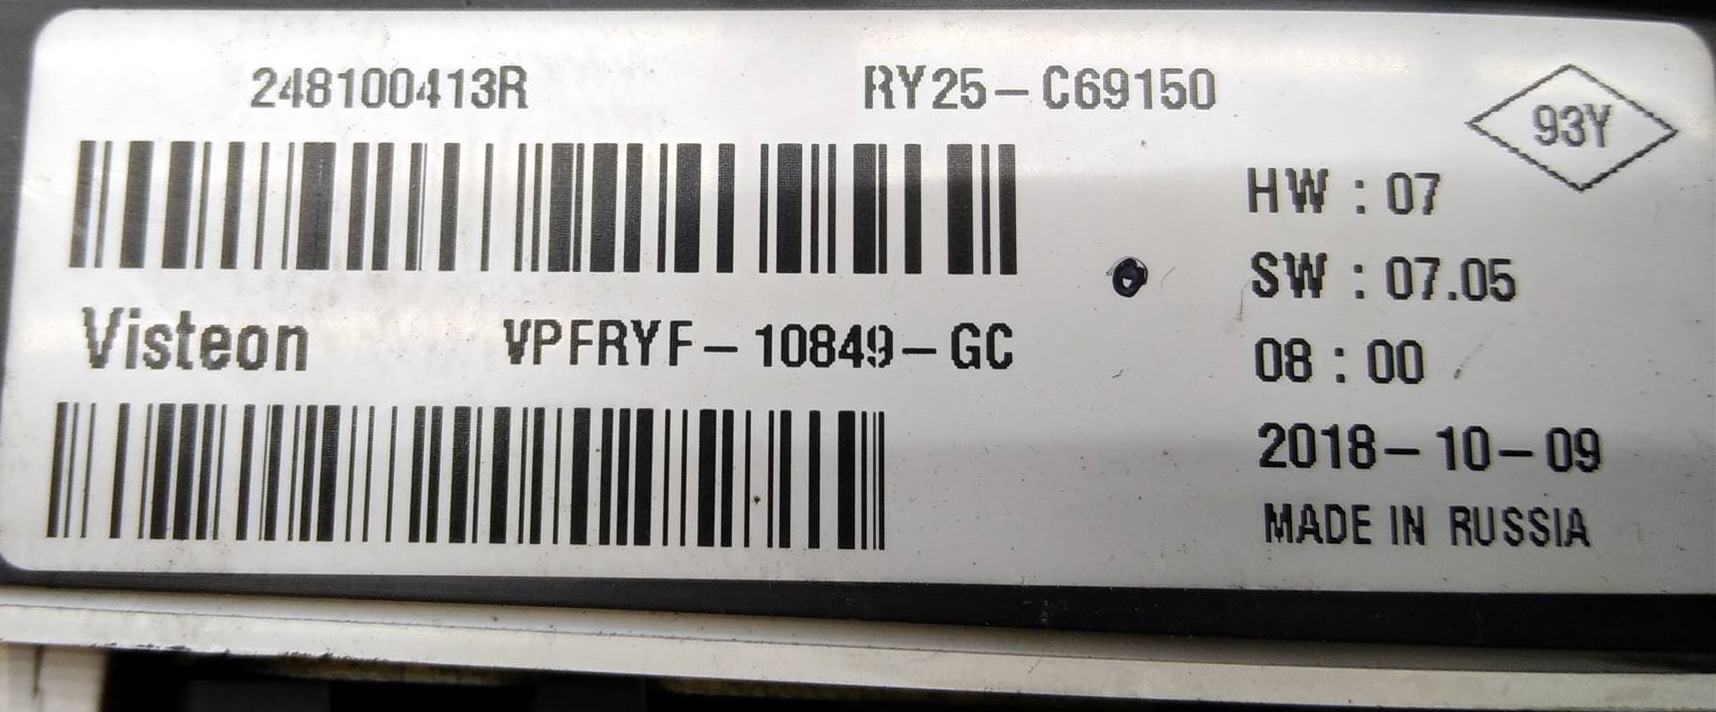 248100413R RY25-C69150
93Y
HW : 07
SW : 07.05
Visteon VPFRYF-10849-GC
08 : 00
2018-10-09
MADE IN RUSSIA